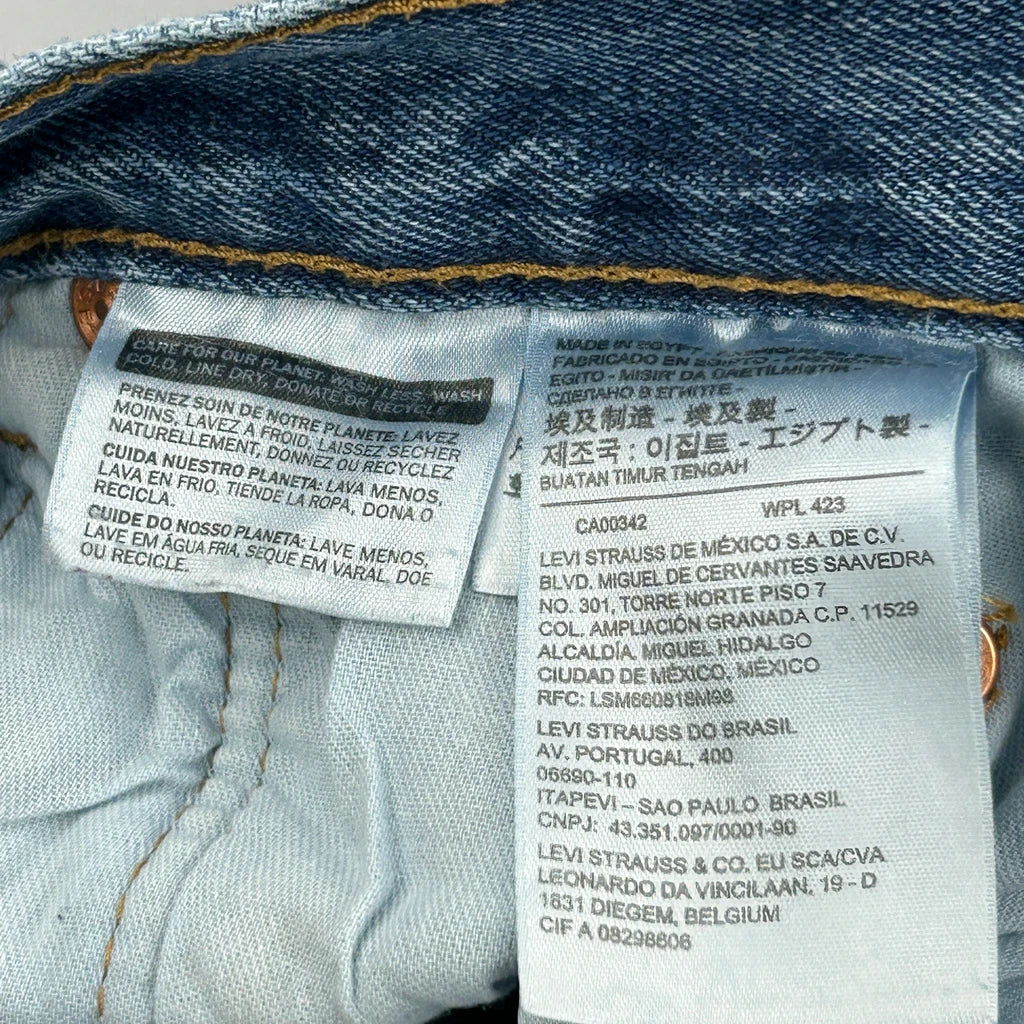 CARE FOR OUR PLANET: WASH LESS, WASH
COLD, LINE DRY, DONATE OR RECYCLE
PRENEZ SOIN DE NOTRE PLANETE: LAVEZ
MOINS, LAVEZ A FROID, LAISSEZ SECHER
NATURELLEMENT, DONNEZ OU RECYCLEZ
CUIDA NUESTRO PLANETA: LAVA MENOS,
LAVA EN FRIO, TIENDE LA ROPA, DONA O
RECICLA.
CUIDE DO NOSSO PLANETA: LAVE MENOS,
LAVE EM ÁGUA FRIA, SEQUE EM VARAL, DOE
OU RECICLE.
MADE IN EGYPT -
FABRICADO EN EGIPTO -
EGITO - MISIR DA ÜRETILMIŞTIR -
СДЕЛАНО В ЕГИПТЕ -
埃及制造 - 埃及製 -
제조국 : 이집트 - エジプト製 -
BUATAN TIMUR TENGAH
CA00342 WPL 423
LEVI STRAUSS DE MÉXICO S.A. DE C.V.
BLVD. MIGUEL DE CERVANTES SAAVEDRA
NO. 301, TORRE NORTE PISO 7
COL. AMPLIACIÓN GRANADA C.P. 11529
ALCALDÍA, MIGUEL HIDALGO
CIUDAD DE MÉXICO, MÉXICO
RFC: LSM660818M98
LEVI STRAUSS DO BRASIL
AV. PORTUGAL, 400
06690-110
ITAPEVI – SAO PAULO BRASIL
CNPJ: 43.351.097/0001-90
LEVI STRAUSS & CO. EU SCA/CVA
LEONARDO DA VINCILAAN, 19 - D
1831 DIEGEM, BELGIUM
CIF A 08298606